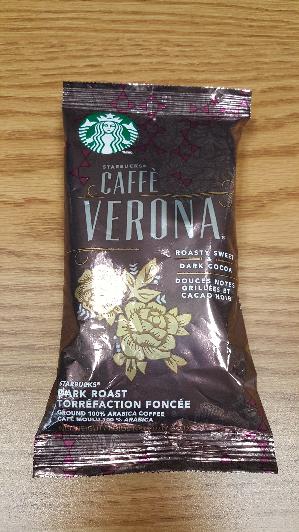 STARBUCKS®
CAFFÈ
VERONA
ROASTY SWEET
& DARK COCOA
DOUCES NOTES
GRILLÉES ET
CACAO NOIR
STARBUCKS®
DARK ROAST
TORRÉFACTION FONCÉE
GROUND 100% ARABICA COFFEE
CAFÉ MOULU 100 % ARABICA